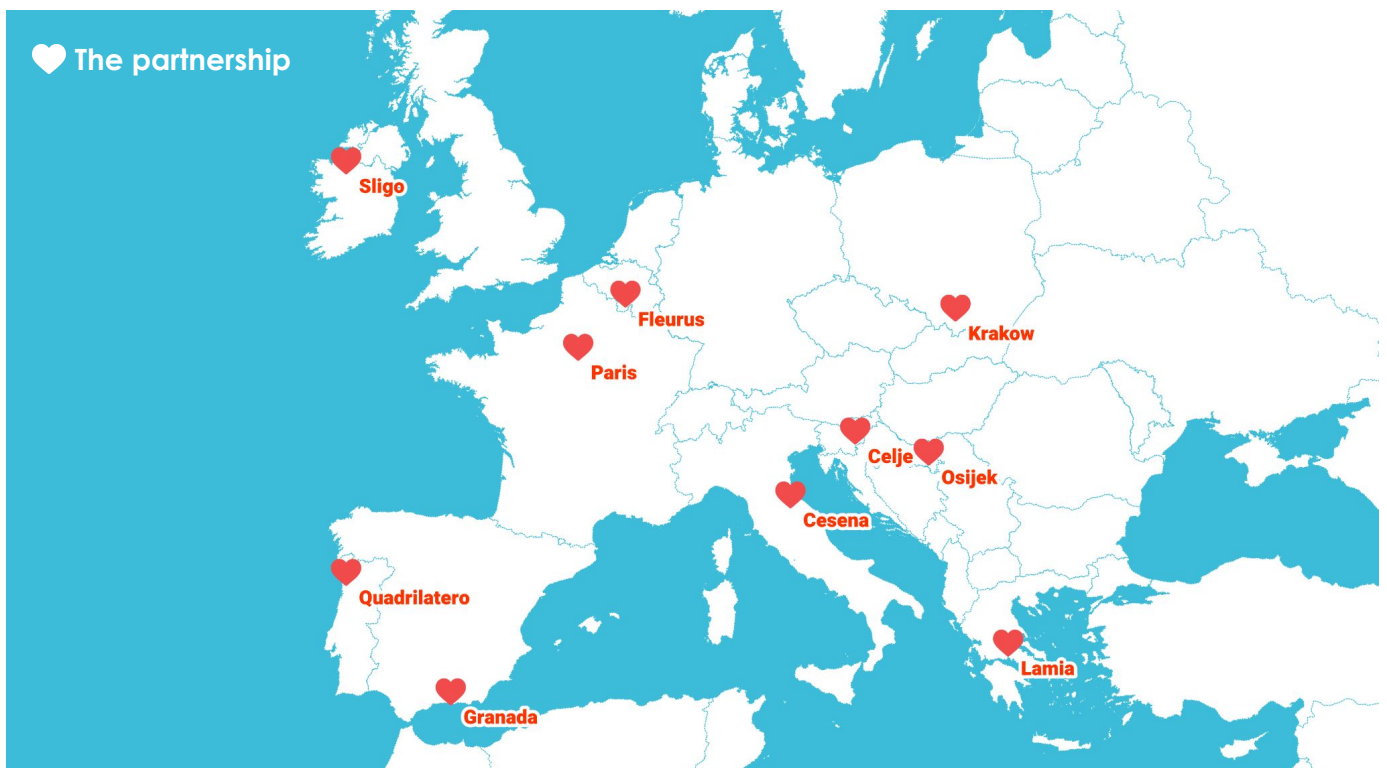 The partnership
Sligo
Fleurus
Krakow
Paris
Celje
Osijek
Cesena
Quadrilatero
Lamia
Granada